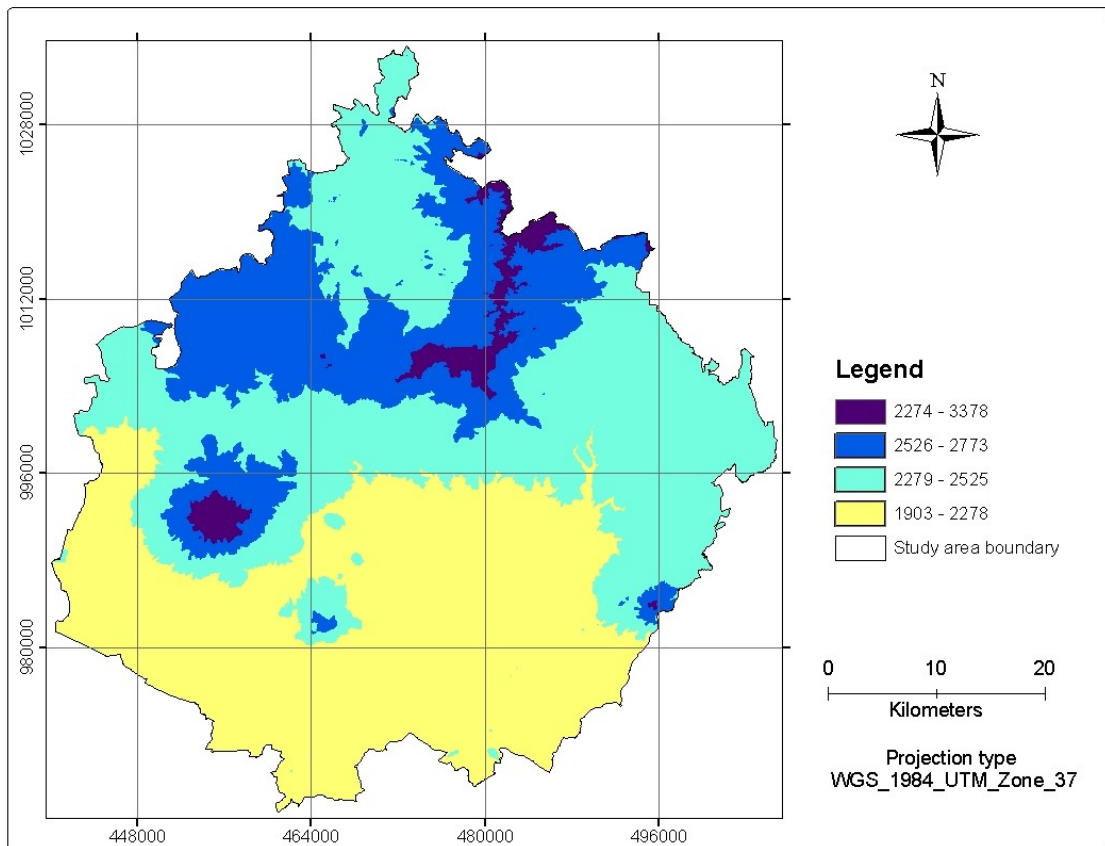 N
1028000
1012000
996000
980000
448000
464000
480000
496000
Legend
2274 - 3378
2526 - 2773
2279 - 2525
1903 - 2278
Study area boundary
0 10 20
Kilometers
Projection type
WGS_1984_UTM_Zone_37